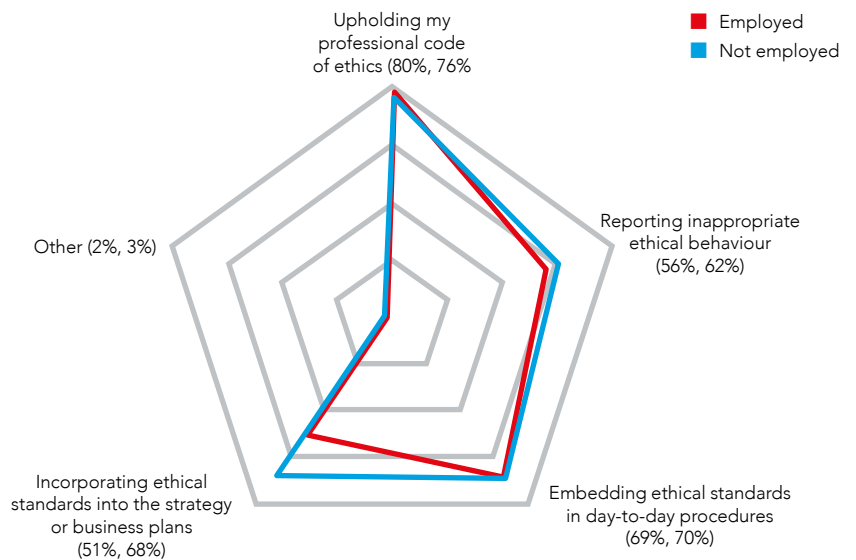 Upholding my
professional code
of ethics (80%, 76%
Employed
Not employed
Reporting inappropriate
ethical behaviour
(56%, 62%)
Other (2%, 3%)
Incorporating ethical
standards into the strategy
or business plans
(51%, 68%)
Embedding ethical standards
in day-to-day procedures
(69%, 70%)